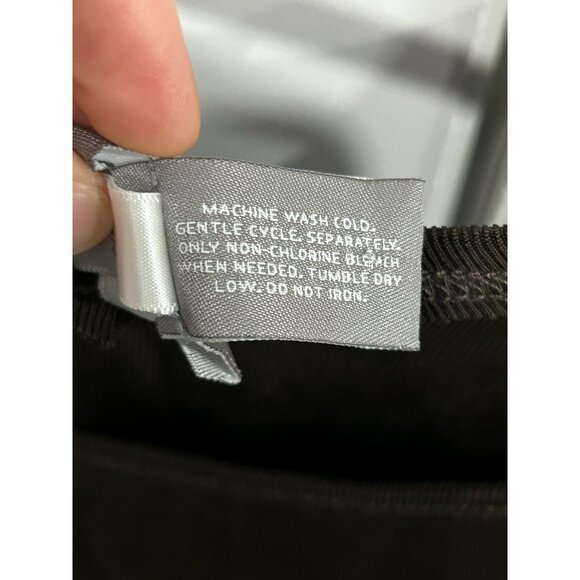 MACHINE WASH COLD.
GENTLE CYCLE. SEPARATELY.
ONLY NON-CHLORINE BLEACH
WHEN NEEDED. TUMBLE DRY
LOW. DO NOT IRON.